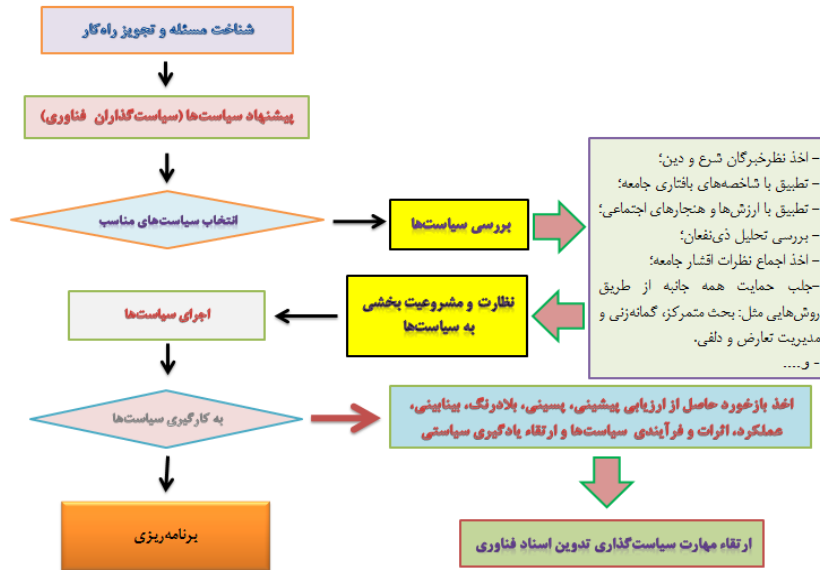 شناخت مسئله و تجویز راه‌کار
پیشنهاد سیاست‌ها (سیاست‌گذاران فناوری)
انتخاب سیاست‌های مناسب
بررسی سیاست‌ها
– اخذ نظرخبرگان شرع و دین؛
– تطبیق با شاخصه‌های بافتاری جامعه؛
– تطبیق با ارزش‌ها و هنجارهای اجتماعی؛
– بررسی تحلیل ذی‌نفعان؛
– اخذ اجماع نظرات اقشار جامعه؛
–جلب حمایت همه جانبه از طریق
روش‌هایی مثل: بحث متمرکز، گمانه‌زنی و
مدیریت تعارض و دلفی.
- و....
نظارت و مشروعیت بخشی
به سیاست‌ها
اجرای سیاست‌ها
به کارگیری سیاست‌ها
اخذ بازخورد حاصل از ارزیابی پیشینی، پسینی، بلادرنگ، بینابینی،
عملکرد، اثرات و فرآیندی سیاست‌ها و ارتقاء یادگیری سیاستی
برنامه‌ریزی
ارتقاء مهارت سیاست‌گذاری تدوین اسناد فناوری